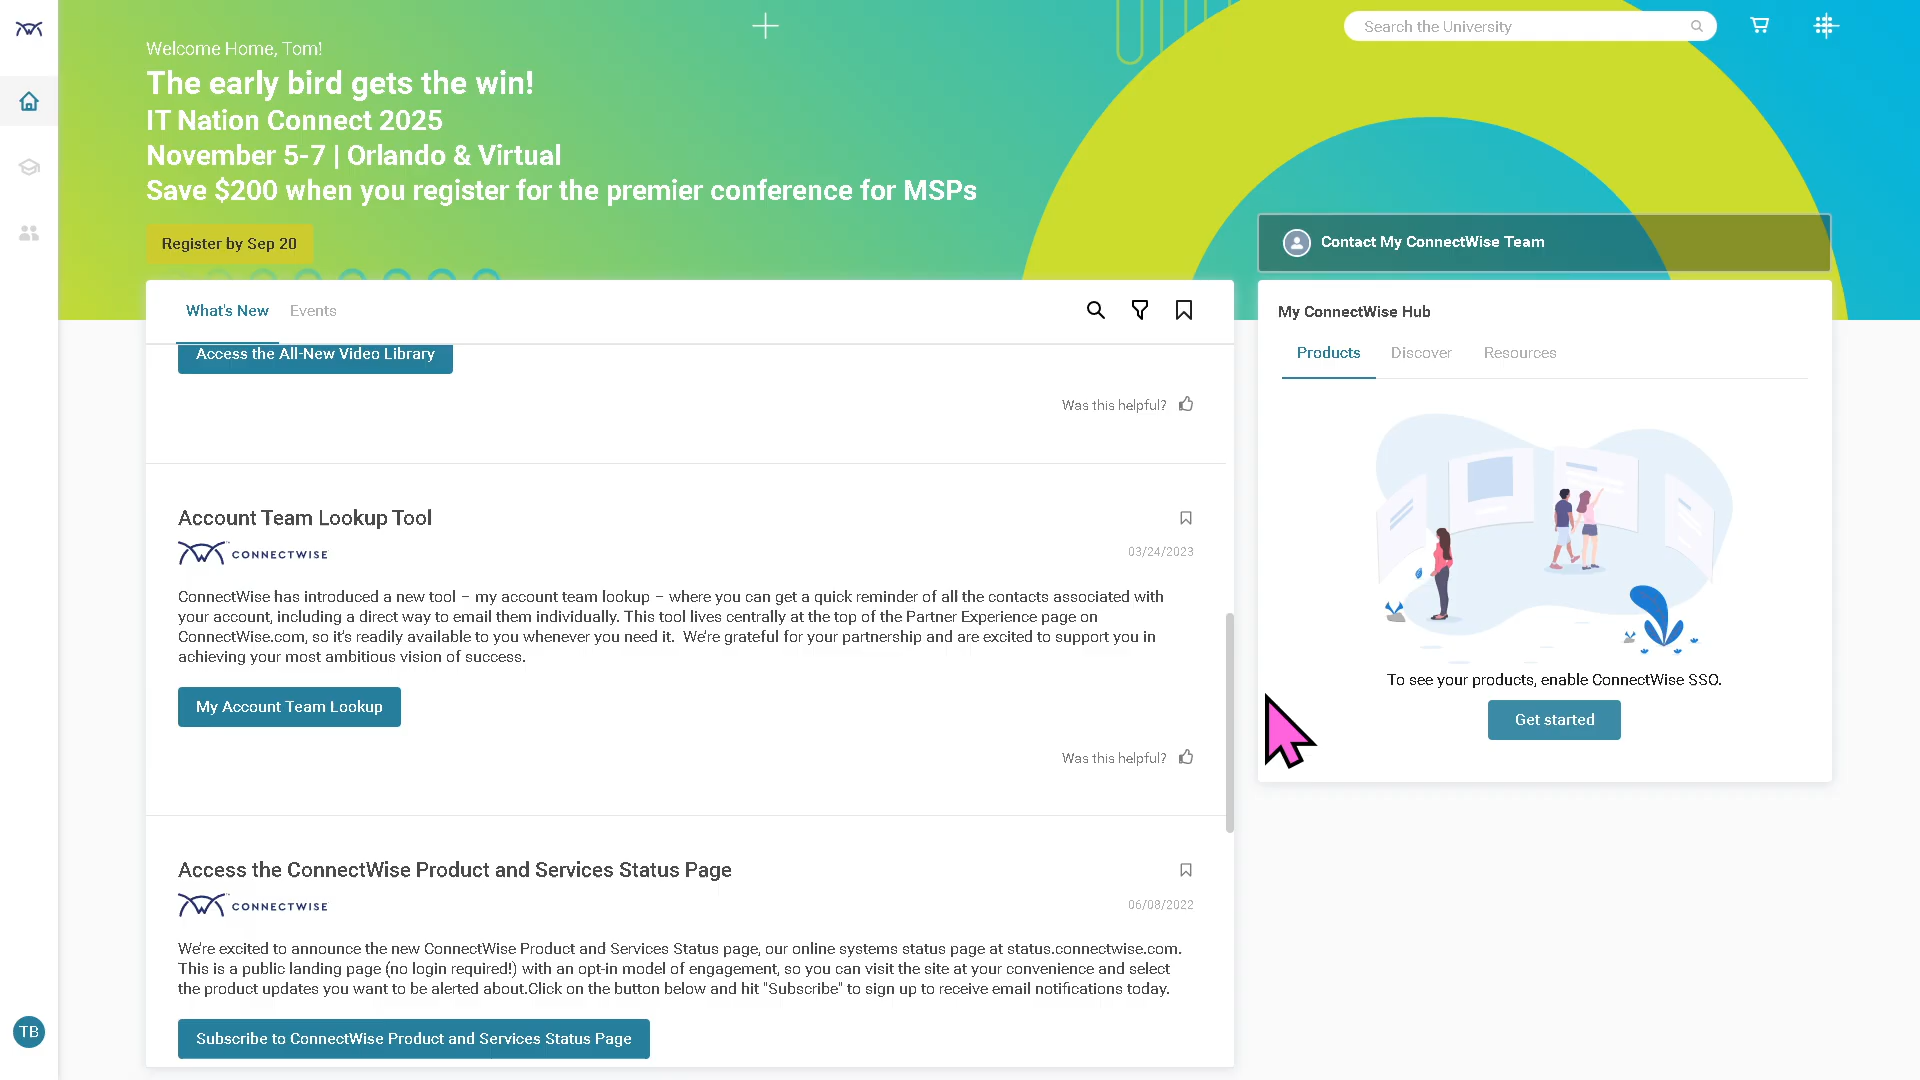 Welcome Home, Tom!
The early bird gets the win!
IT Nation Connect 2025
November 5-7 | Orlando & Virtual
Save $200 when you register for the premier conference for MSPs
Register by Sep 20
Search the University
Contact My ConnectWise Team
What's New
Events
Access the All-New Video Library
Was this helpful?
Account Team Lookup Tool
CONNECTWISE
03/24/2023
ConnectWise has introduced a new tool – my account team lookup – where you can get a quick reminder of all the contacts associated with
your account, including a direct way to email them individually. This tool lives centrally at the top of the Partner Experience page on
ConnectWise.com, so it's readily available to you whenever you need it.  We're grateful for your partnership and are excited to support you in
achieving your most ambitious vision of success.
My Account Team Lookup
Was this helpful?
Access the ConnectWise Product and Services Status Page
CONNECTWISE
06/08/2022
We're excited to announce the new ConnectWise Product and Services Status page, our online systems status page at status.connectwise.com.
This is a public landing page (no login required!) with an opt-in model of engagement, so you can visit the site at your convenience and select
the product updates you want to be alerted about.Click on the button below and hit "Subscribe" to sign up to receive email notifications today.
Subscribe to ConnectWise Product and Services Status Page
My ConnectWise Hub
Products
Discover
Resources
To see your products, enable ConnectWise SSO.
Get started
TB